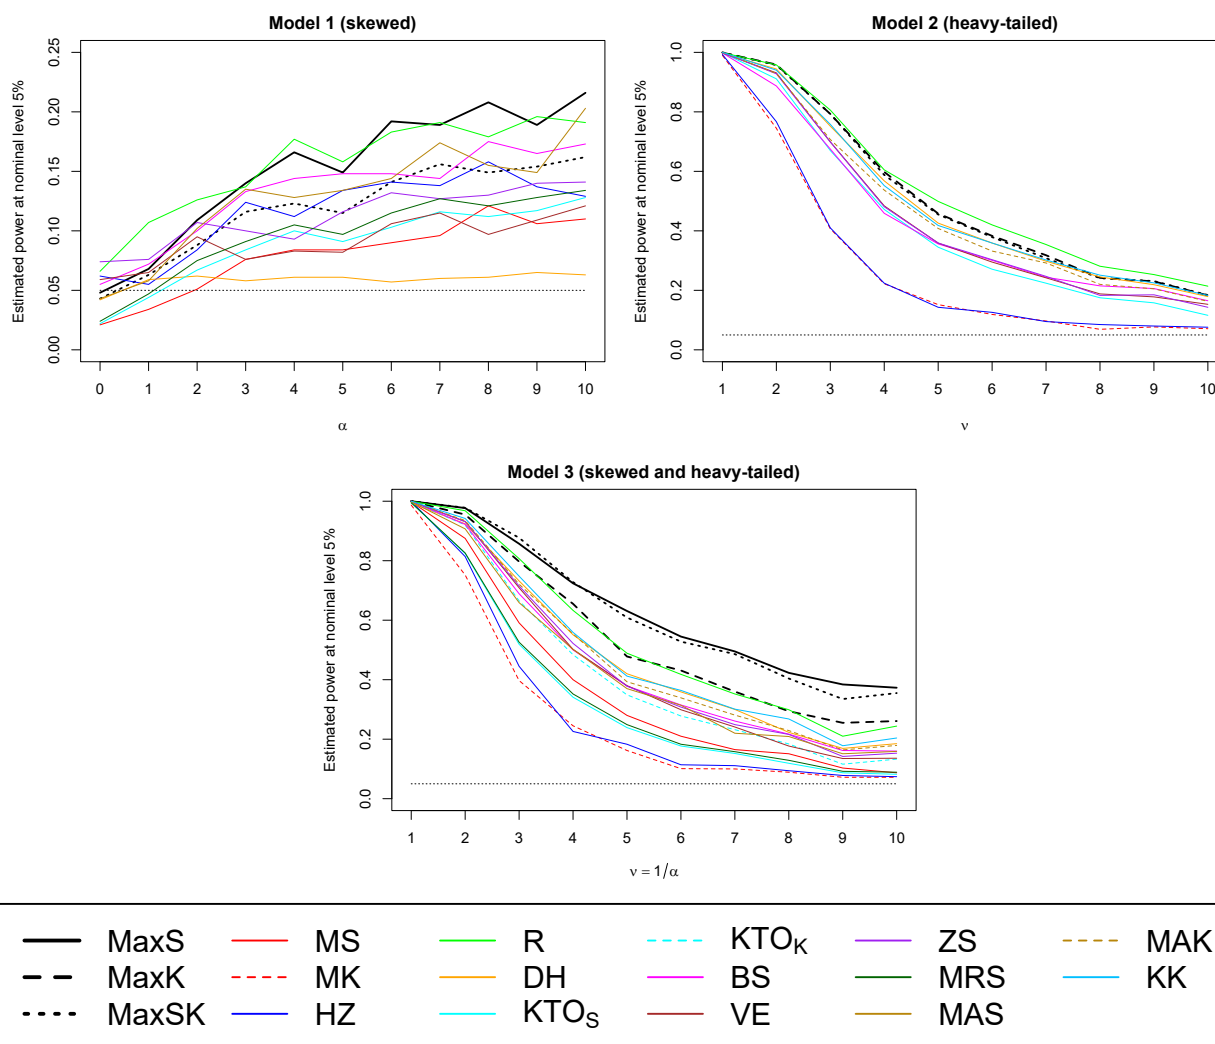 Model 1 (skewed)
Estimated power at nominal level 5%
0.00 0.05 0.10 0.15 0.20 0.25
0 1 2 3 4 5 6 7 8 9 10
α
Model 2 (heavy-tailed)
Estimated power at nominal level 5%
0.0 0.2 0.4 0.6 0.8 1.0
1 2 3 4 5 6 7 8 9 10
ν
Model 3 (skewed and heavy-tailed)
Estimated power at nominal level 5%
0.0 0.2 0.4 0.6 0.8 1.0
1 2 3 4 5 6 7 8 9 10
ν = 1/α
MaxS MS R KTO_K ZS MAK
MaxK MK DH BS MRS KK
MaxSK HZ KTO_S VE MAS